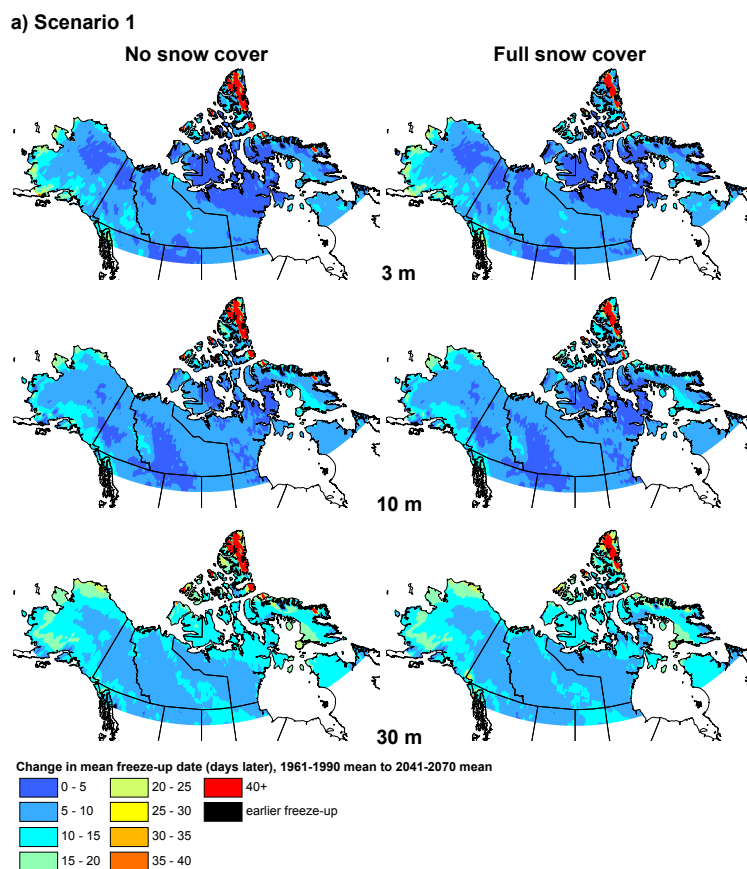 a) Scenario 1
No snow cover
Full snow cover
3 m
10 m
30 m
Change in mean freeze-up date (days later), 1961-1990 mean to 2041-2070 mean
0 - 5
20 - 25
40+
5 - 10
25 - 30
earlier freeze-up
10 - 15
30 - 35
15 - 20
35 - 40